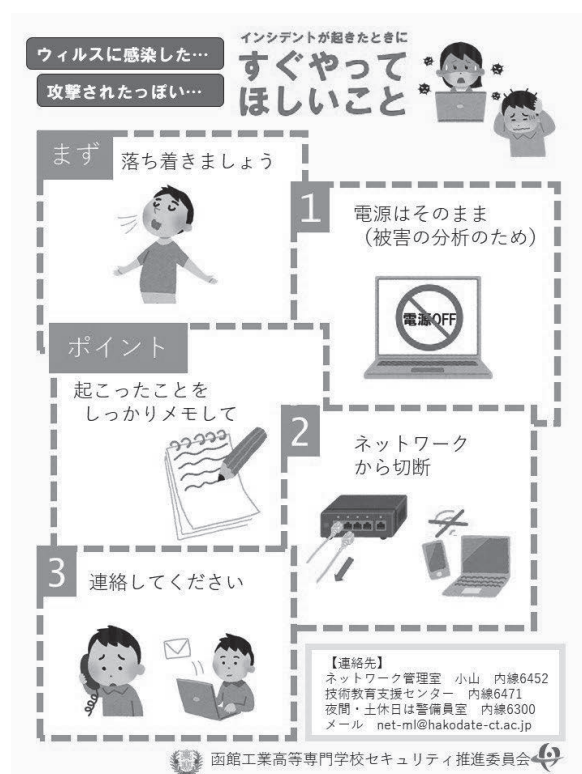 ウィルスに感染した…
攻撃されたっぽい…
インシデントが起きたときに
すぐやって
ほしいこと
まず
落ち着きましょう
1
電源はそのまま
(被害の分析のため)
電源OFF
ポイント
起こったことを
しっかりメモして
2
ネットワーク
から切断
3
連絡してください
【連絡先】
ネットワーク管理室 小山 内線6452
技術教育支援センター 内線6471
夜間・土休日は警備員室 内線6300
メール net-ml@hakodate-ct.ac.jp
函館工業高等専門学校セキュリティ推進委員会